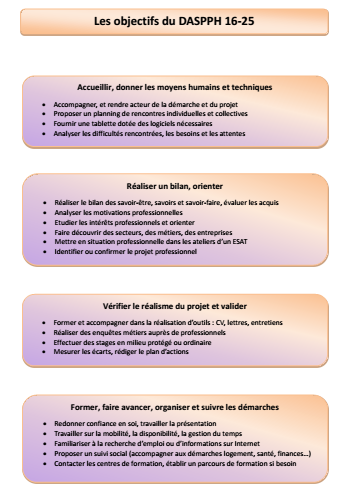 Les objectifs du DASPPH 16-25
Accueillir, donner les moyens humains et techniques
• Accompagner, et rendre acteur de la démarche et du projet
• Proposer un planning de rencontres individuelles et collectives
• Fournir une tablette dotée des logiciels nécessaires
• Analyser les difficultés rencontrées, les besoins et les attentes
Réaliser un bilan, orienter
• Réaliser le bilan des savoir-être, savoirs et savoir-faire, évaluer les acquis
• Analyser les motivations professionnelles
• Etudier les intérêts professionnels et orienter
• Faire découvrir des secteurs, des métiers, des entreprises
• Mettre en situation professionnelle dans les ateliers d'un ESAT
• Identifier ou confirmer le projet professionnel
Vérifier le réalisme du projet et valider
• Former et accompagner dans la réalisation d'outils : CV, lettres, entretiens
• Réaliser des enquêtes métiers auprès de professionnels
• Effectuer des stages en milieu protégé ou ordinaire
• Mesurer les écarts, rédiger le plan d'actions
Former, faire avancer, organiser et suivre les démarches
• Redonner confiance en soi, travailler la présentation
• Travailler sur la mobilité, la disponibilité, la gestion du temps
• Familiariser à la recherche d'emploi ou d'informations sur Internet
• Proposer un suivi social (accompagner aux démarches logement, santé, finances...)
• Contacter les centres de formation, établir un parcours de formation si besoin